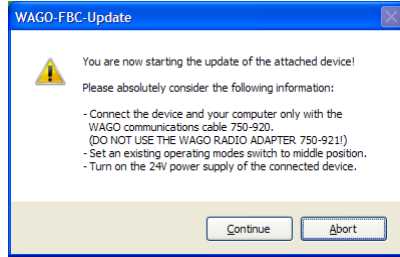 WAGO-FBC-Update
You are now starting the update of the attached device!
Please absolutely consider the following information:
- Connect the device and your computer only with the
WAGO communications cable 750-920.
(DO NOT USE THE WAGO RADIO ADAPTER 750-921!)
- Set an existing operating modes switch to middle position.
- Turn on the 24V power supply of the connected device.
Continue
Abort